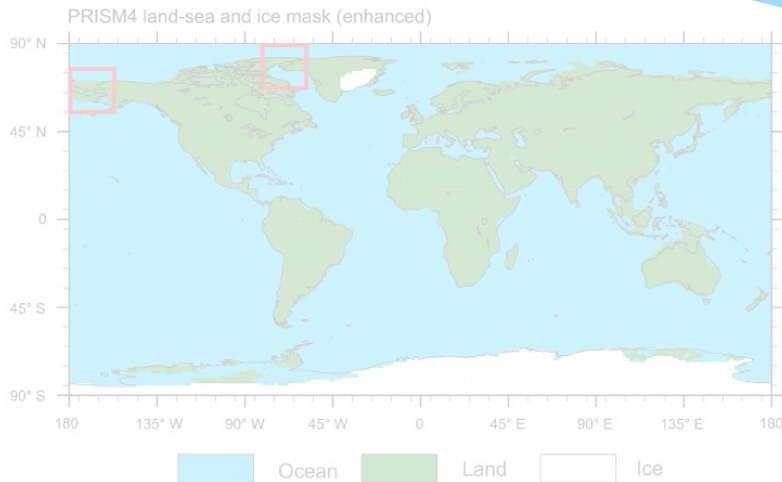 PRISM4 land-sea and ice mask (enhanced)
90° N
45° N
0
45° S
90° S
180 135° W 90° W 45° W 0 45° E 90° E 135° E 180
Ocean Land Ice